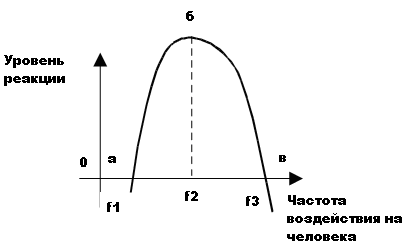 б
Уровень
реакции
0
а
в
f1
f2
f3
Частота
воздействия на
человека